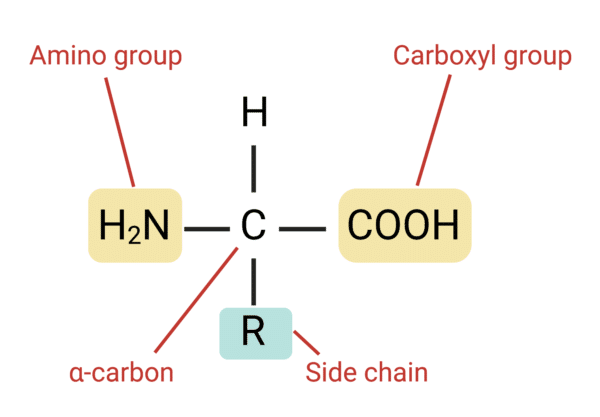 Amino group
Carboxyl group
H
H₂N
C
COOH
R
α-carbon
Side chain